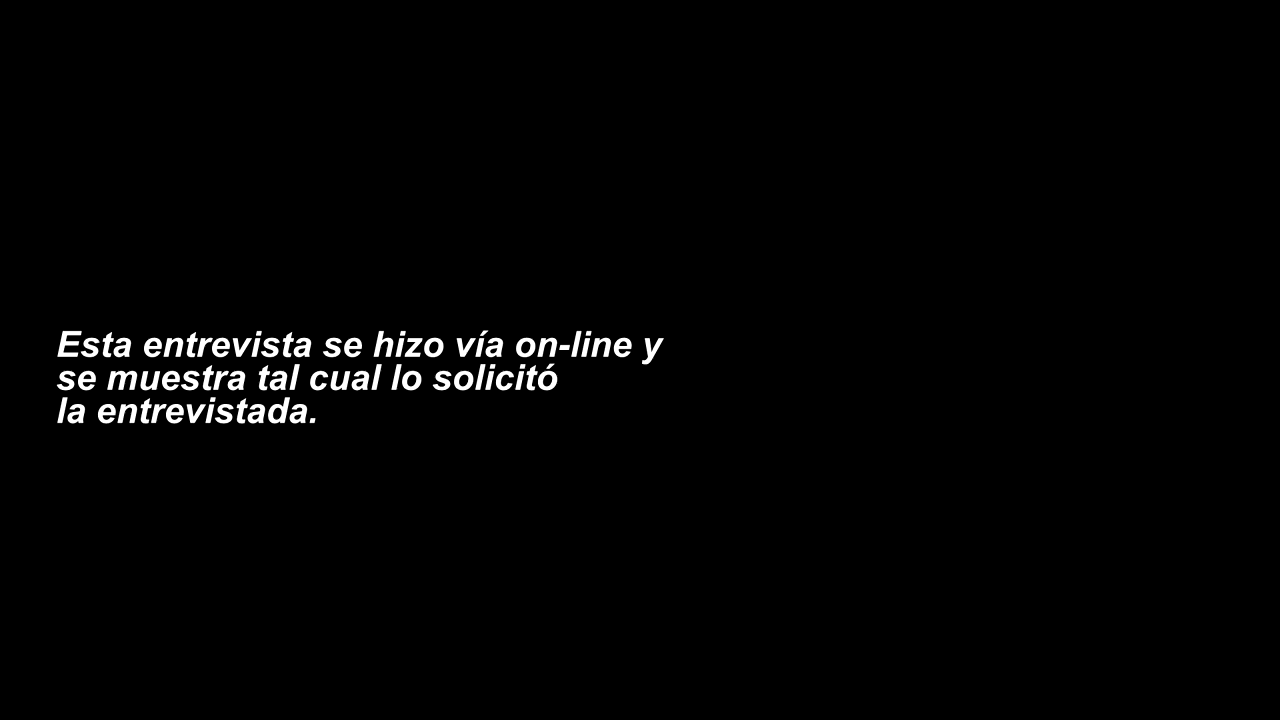 Esta entrevista se hizo vía on-line y
se muestra tal cual lo solicitó
la entrevistada.